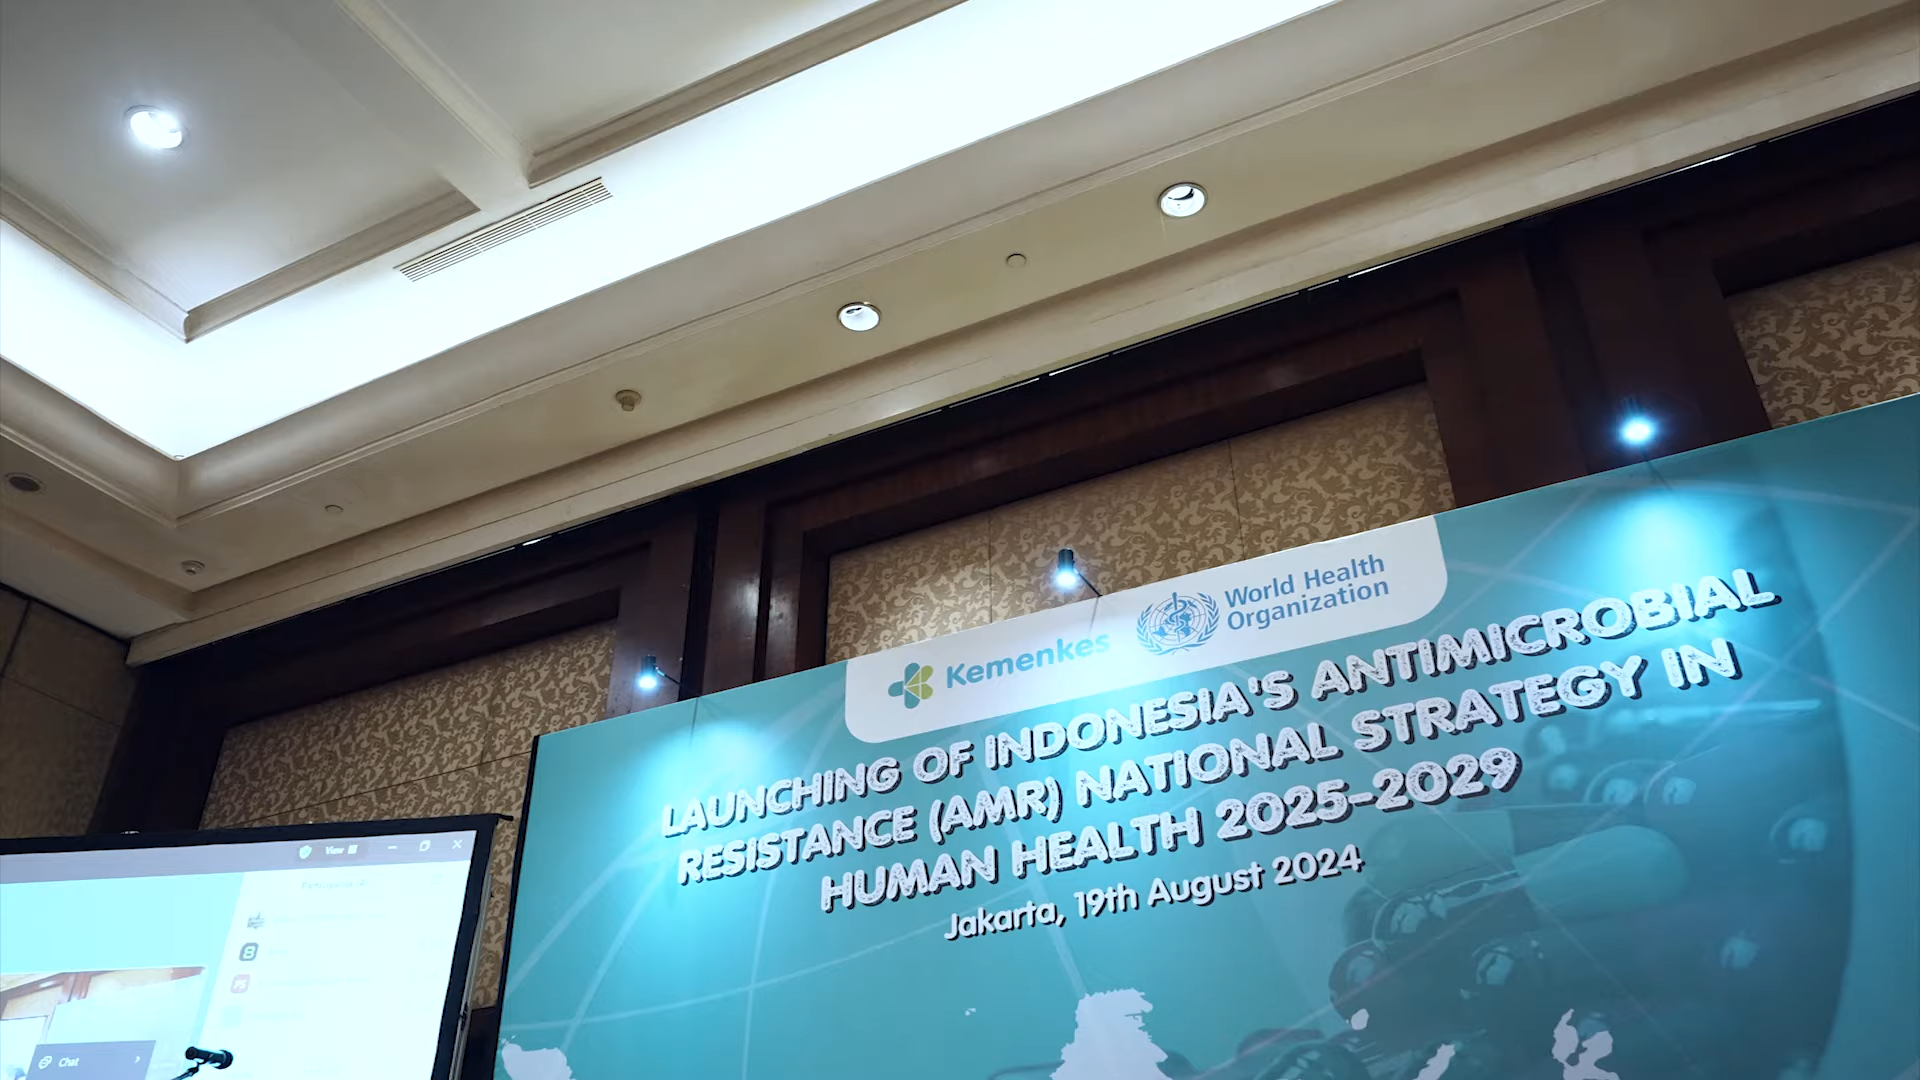 Kemenkes
World Health
Organization
LAUNCHING OF INDONESIA'S ANTIMICROBIAL
RESISTANCE (AMR) NATIONAL STRATEGY IN
HUMAN HEALTH 2025-2029
Jakarta, 19th August 2024
View
Chat